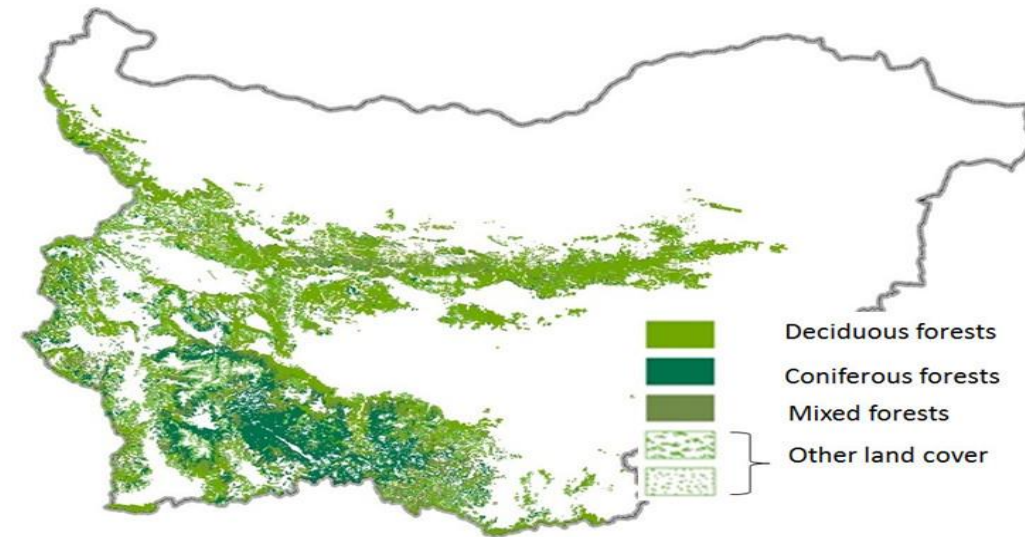 Deciduous forests
Coniferous forests
Mixed forests
Other land cover